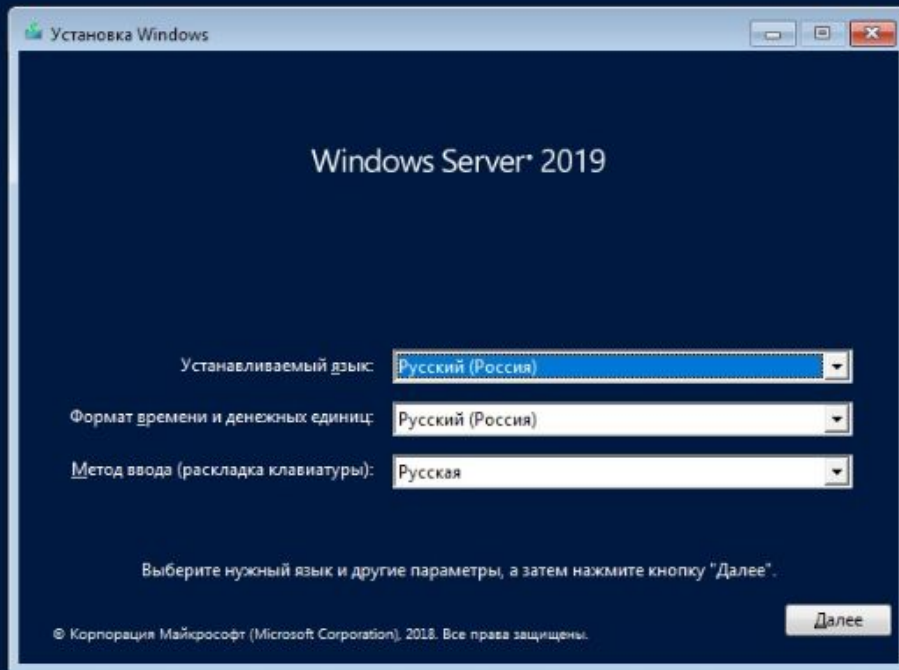 Установка Windows
Windows Server 2019
Устанавливаемый язык: Русский (Россия)
Формат времени и денежных единиц: Русский (Россия)
Метод ввода (раскладка клавиатуры): Русская
Выберите нужный язык и другие параметры, а затем нажмите кнопку "Далее".
Далее
© Корпорация Майкрософт (Microsoft Corporation), 2018. Все права защищены.